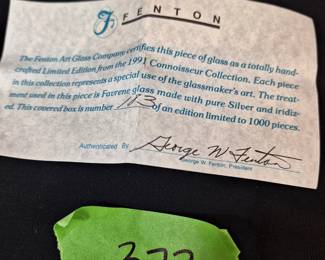 FENTON
The Fenton Art Glass Company certifies this piece of glass as a totally hand-
crafted Limited Edition from the 1991 Connoisseur Collection. Each piece
in this collection represents a special use of the glassmaker's art. The treat-
ment used in this piece is Favrene glass made with pure Silver and iridiz-
ed. This covered box is number 113 of an edition limited to 1000 pieces.
Authenticated By George W. Fenton
George W. Fenton, President
372